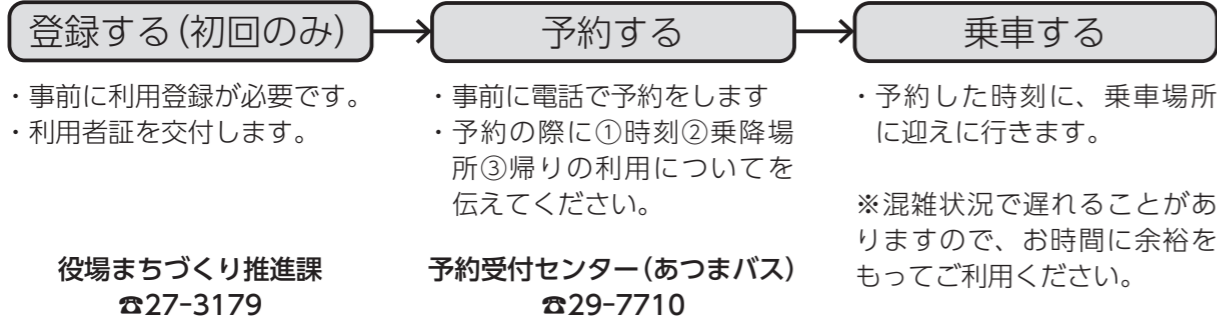 登録する(初回のみ)
・事前に利用登録が必要です。
・利用者証を交付します。
役場まちづくり推進課
☎27-3179
予約する
・事前に電話で予約をします
・予約の際に①時刻②乗降場
所③帰りの利用についてを
伝えてください。
予約受付センター(あつまバス)
☎29-7710
乗車する
・予約した時刻に、乗車場所
に迎えに行きます。
※混雑状況で遅れることがあ
りますので、お時間に余裕を
もってご利用ください。